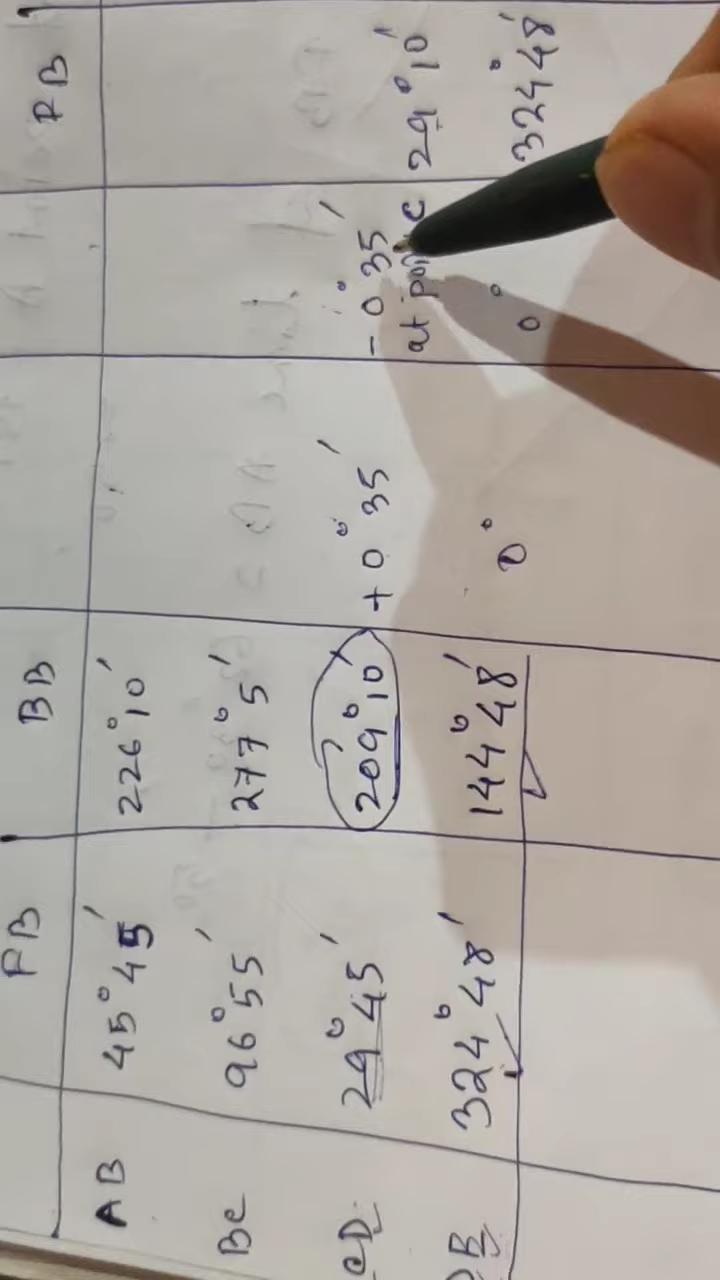 FB BB FB
AB 45°45′ 226°10′
BC 96°55′ 277°5′
CD 29°45′ 209°10′ +0°35′ -0°35′ 29°10′
at point C
324°48′ 144°48′ 0° 0° 324°48′